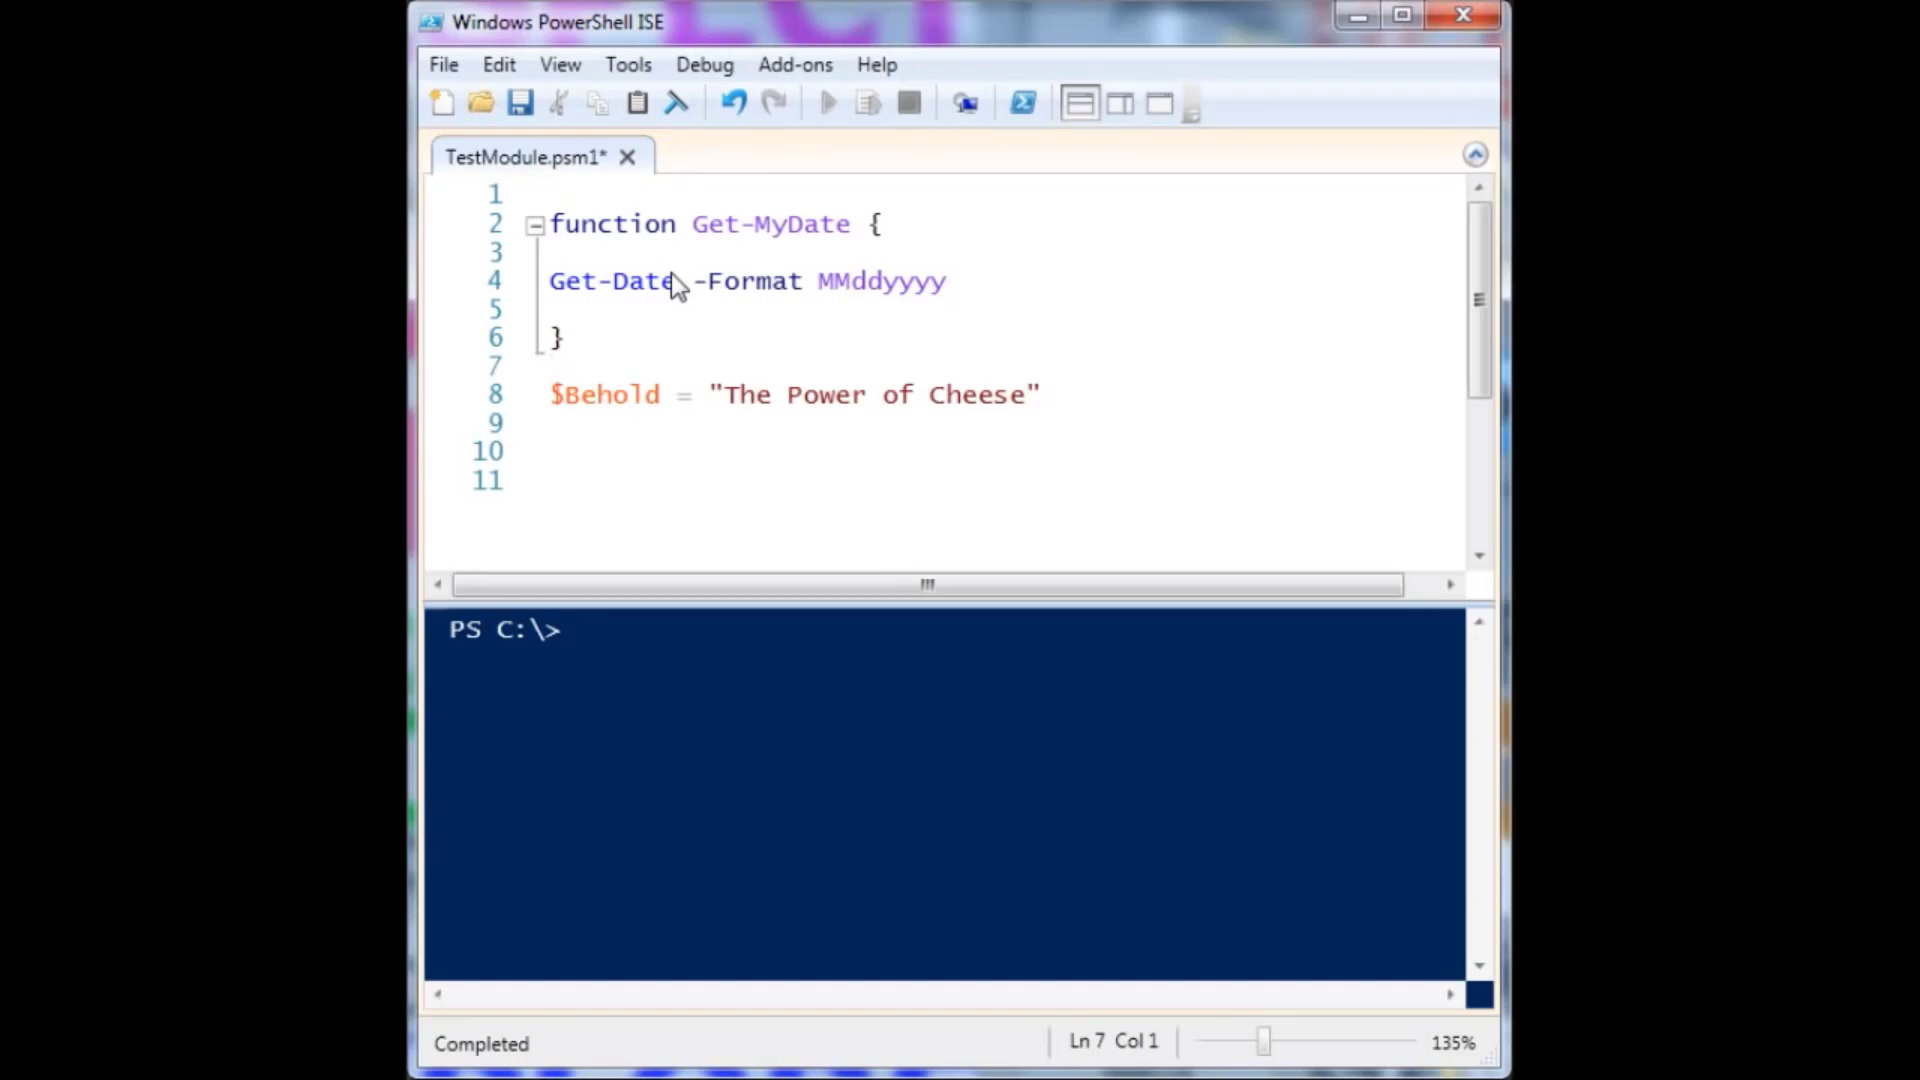 Windows PowerShell ISE
File Edit View Tools Debug Add-ons Help
TestModule.psm1*
1
2 function Get-MyDate {
3
4 Get-Date -Format MMddyyyy
5
6 }
7
8 $Behold = "The Power of Cheese"
9
10
11
PS C:\>
Completed Ln 7 Col 1 135%